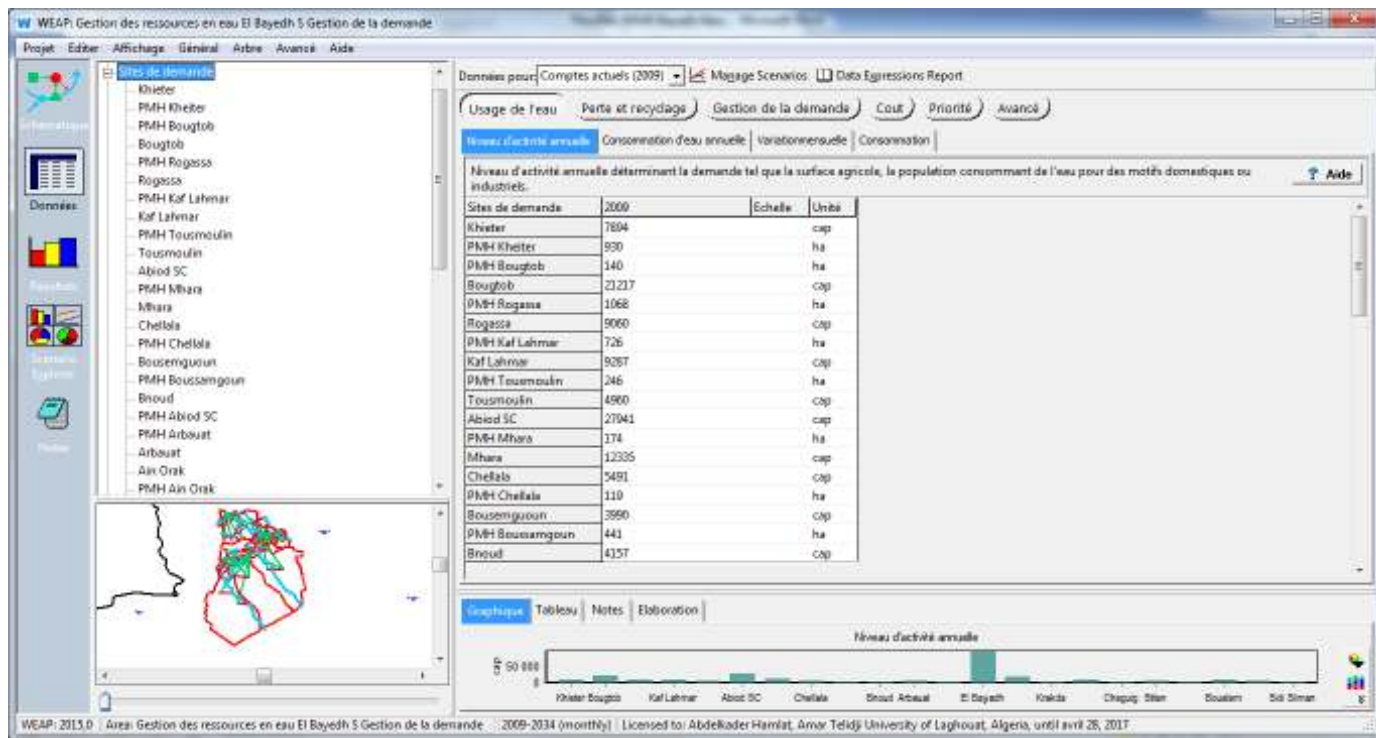 WEAP: Gestion des ressources en eau El Bayedh S Gestion de la demande
Projet Editer Affichage Général Arbre Avancé Aide
Sites de demande
Khieter
PMH Kheiter
PMH Bougtob
Bougtob
PMH Rogassa
Rogassa
PMH Kaf Lahmar
Kaf Lahmar
PMH Tousmoulin
Tousmoulin
Abiod SC
PMH Mhara
Mhara
Chellala
PMH Chellala
Bousemguoun
PMH Boussamgoun
Bnoud
PMH Abiod SC
PMH Arbauat
Arbauat
Ain Orak
PMH Ain Orak
Données
Données pour: Comptes actuels (2009) Manage Scenarios Data Expressions Report
Usage de l'eau Perte et recyclage Gestion de la demande Cout Priorité Avancé
Niveau d'activité annuelle Consommation d'eau annuelle Variationmensuelle Consommation
Niveau d'activité annuelle déterminant la demande tel que la surface agricole, la population consommant de l'eau pour des motifs domestiques ou
industriels.
? Aide
Sites de demande 2009 Echelle Unité
Khieter 7894 cap
PMH Kheiter 930 ha
PMH Bougtob 140 ha
Bougtob 21217 cap
PMH Rogassa 1068 ha
Rogassa 9060 cap
PMH Kaf Lahmar 726 ha
Kaf Lahmar 9287 cap
PMH Tousmoulin 246 ha
Tousmoulin 4960 cap
Abiod SC 27941 cap
PMH Mhara 174 ha
Mhara 12335 cap
Chellala 5491 cap
PMH Chellala 119 ha
Bousemguoun 3990 cap
PMH Boussamgoun 441 ha
Bnoud 4157 cap
Graphique Tableau Notes Elaboration
Niveau d'activité annuelle
cap
50 000
0
Khieter Bougtob Kaf Lahmar Abiod SC Chellala Bnoud Arbauat El Bayedh Krakda Cheguig Stiten Boualem Sidi Sliman
WEAP: 2015.0 Area: Gestion des ressources en eau El Bayedh S Gestion de la demande 2009-2034 (monthly) Licensed to: Abdelkader Hamlat, Amar Telidji University of Laghouat, Algeria, until avril 28, 2017